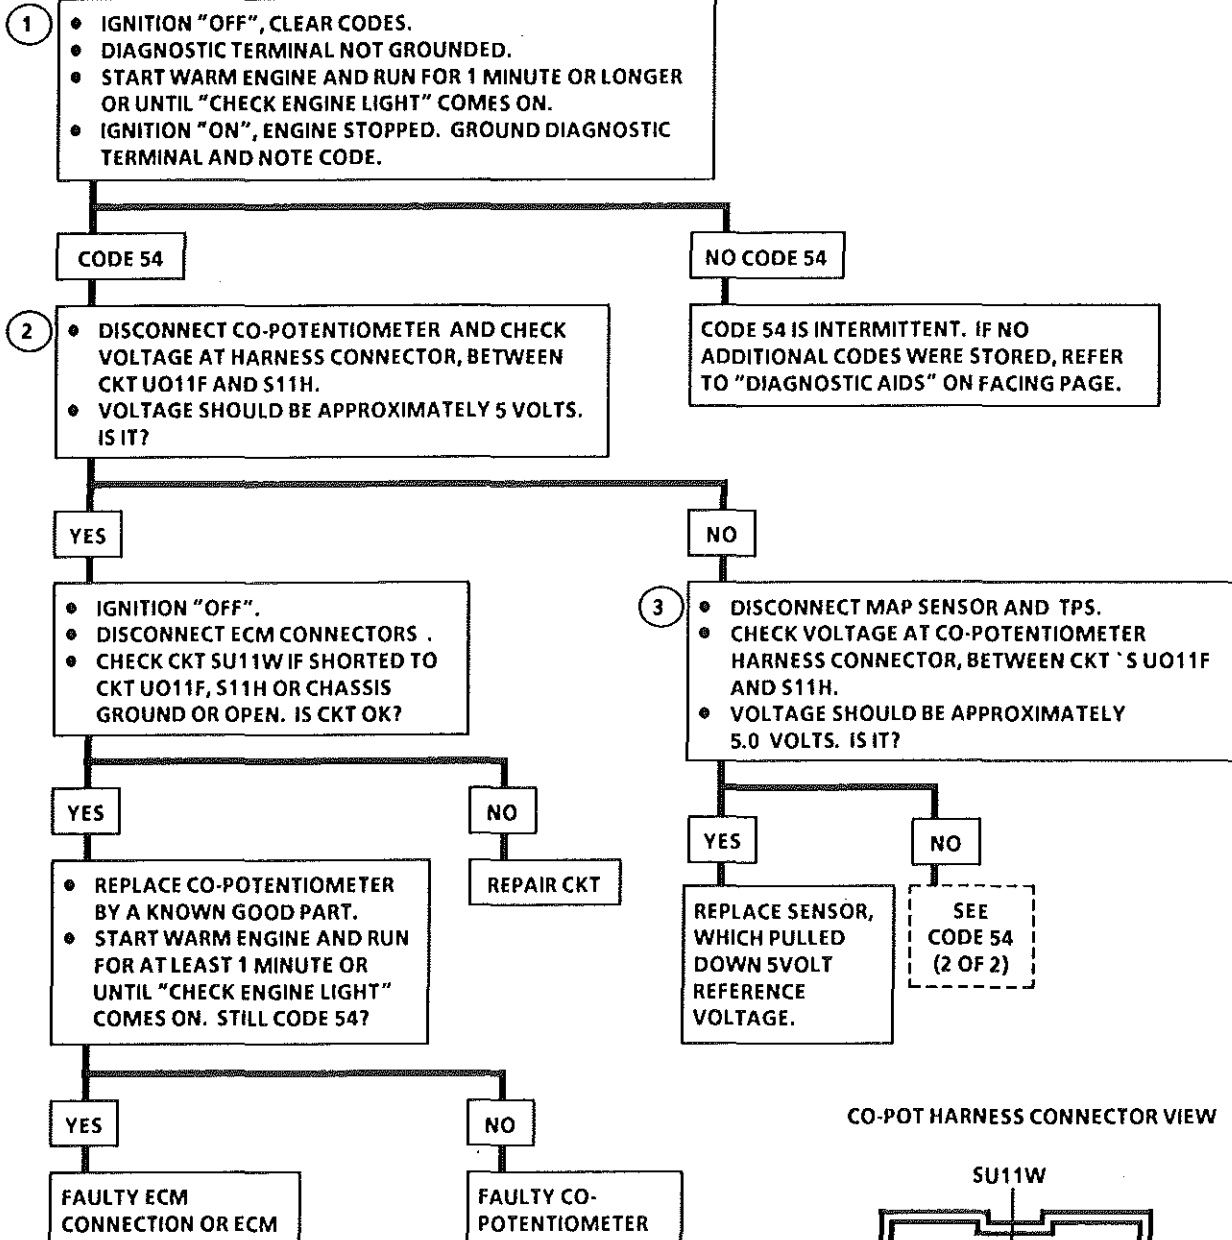 1
• IGNITION "OFF", CLEAR CODES.
• DIAGNOSTIC TERMINAL NOT GROUNDED.
• START WARM ENGINE AND RUN FOR 1 MINUTE OR LONGER
OR UNTIL "CHECK ENGINE LIGHT" COMES ON.
• IGNITION "ON", ENGINE STOPPED. GROUND DIAGNOSTIC
TERMINAL AND NOTE CODE.
CODE 54
NO CODE 54
2
• DISCONNECT CO-POTENTIOMETER AND CHECK
VOLTAGE AT HARNESS CONNECTOR, BETWEEN
CKT UO11F AND S11H.
• VOLTAGE SHOULD BE APPROXIMATELY 5 VOLTS.
IS IT?
CODE 54 IS INTERMITTENT. IF NO
ADDITIONAL CODES WERE STORED, REFER
TO "DIAGNOSTIC AIDS" ON FACING PAGE.
YES
NO
• IGNITION "OFF".
• DISCONNECT ECM CONNECTORS .
• CHECK CKT SU11W IF SHORTED TO
CKT UO11F, S11H OR CHASSIS
GROUND OR OPEN. IS CKT OK?
3
• DISCONNECT MAP SENSOR AND TPS.
• CHECK VOLTAGE AT CO-POTENTIOMETER
HARNESS CONNECTOR, BETWEEN CKT `S UO11F
AND S11H.
• VOLTAGE SHOULD BE APPROXIMATELY
5.0 VOLTS. IS IT?
YES
NO
YES
NO
• REPLACE CO-POTENTIOMETER
BY A KNOWN GOOD PART.
• START WARM ENGINE AND RUN
FOR AT LEAST 1 MINUTE OR
UNTIL "CHECK ENGINE LIGHT"
COMES ON. STILL CODE 54?
REPAIR CKT
REPLACE SENSOR,
WHICH PULLED
DOWN 5VOLT
REFERENCE
VOLTAGE.
SEE
CODE 54
(2 OF 2)
YES
NO
FAULTY ECM
CONNECTION OR ECM
FAULTY CO-
POTENTIOMETER
CO-POT HARNESS CONNECTOR VIEW
SU11W